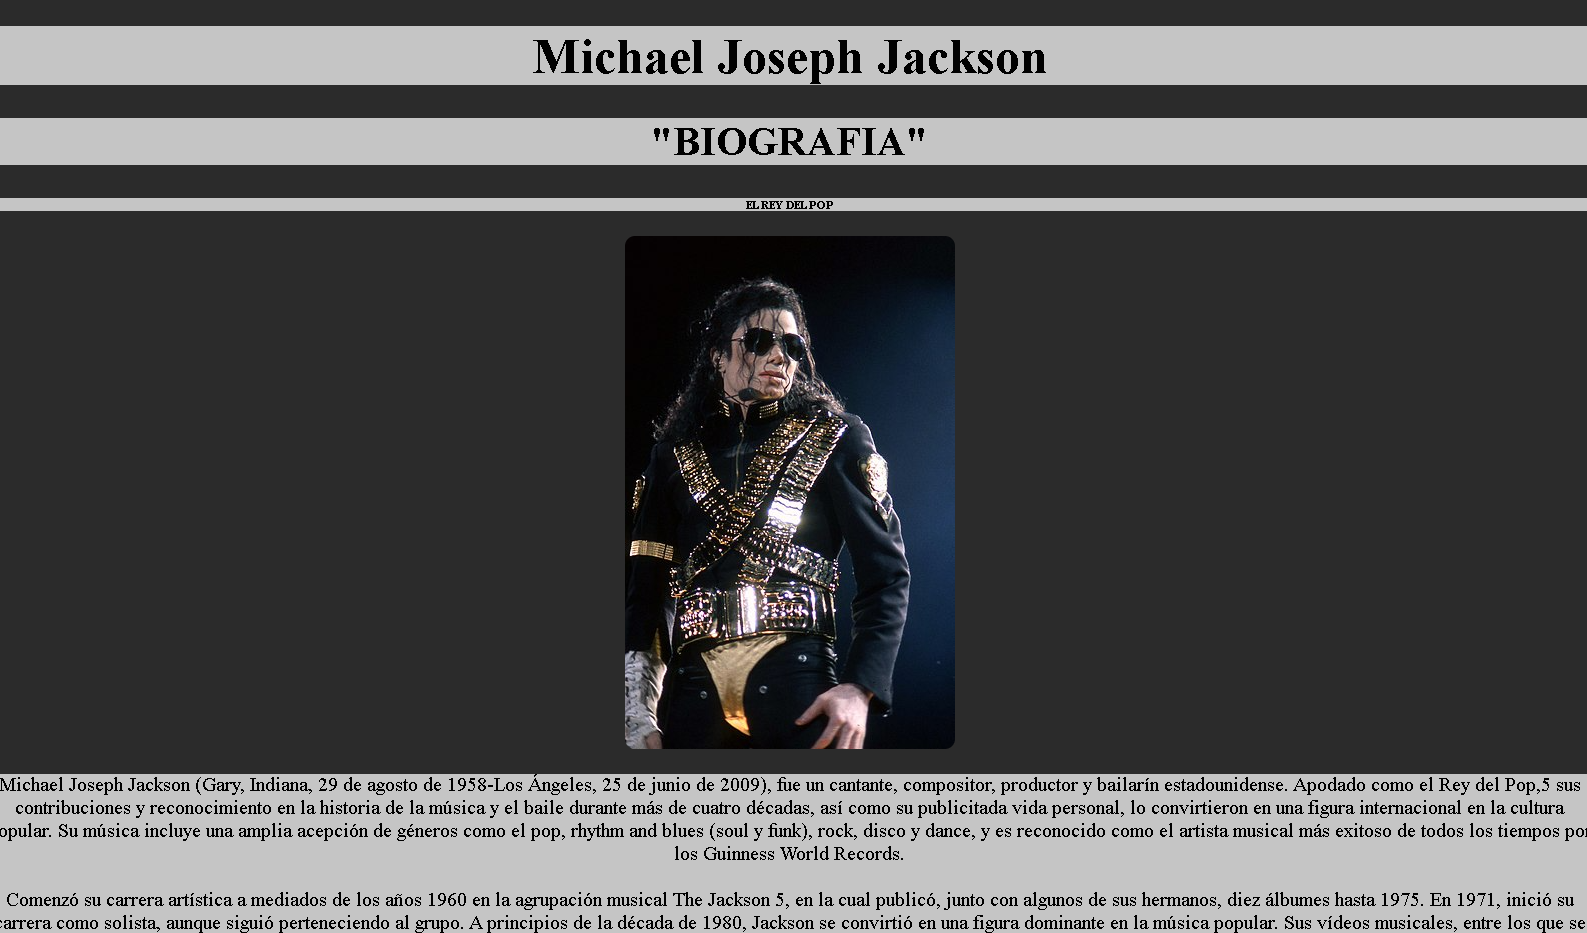 Michael Joseph Jackson
"BIOGRAFIA"
EL REY DEL POP
Michael Joseph Jackson (Gary, Indiana, 29 de agosto de 1958-Los Ángeles, 25 de junio de 2009), fue un cantante, compositor, productor y bailarín estadounidense. Apodado como el Rey del Pop,5 sus
contribuciones y reconocimiento en la historia de la música y el baile durante más de cuatro décadas, así como su publicitada vida personal, lo convirtieron en una figura internacional en la cultura
opular. Su música incluye una amplia acepción de géneros como el pop, rhythm and blues (soul y funk), rock, disco y dance, y es reconocido como el artista musical más exitoso de todos los tiempos por
los Guinness World Records.
Comenzó su carrera artística a mediados de los años 1960 en la agrupación musical The Jackson 5, en la cual publicó, junto con algunos de sus hermanos, diez álbumes hasta 1975. En 1971, inició su
carrera como solista, aunque siguió perteneciendo al grupo. A principios de la década de 1980, Jackson se convirtió en una figura dominante en la música popular. Sus vídeos musicales, entre los que se